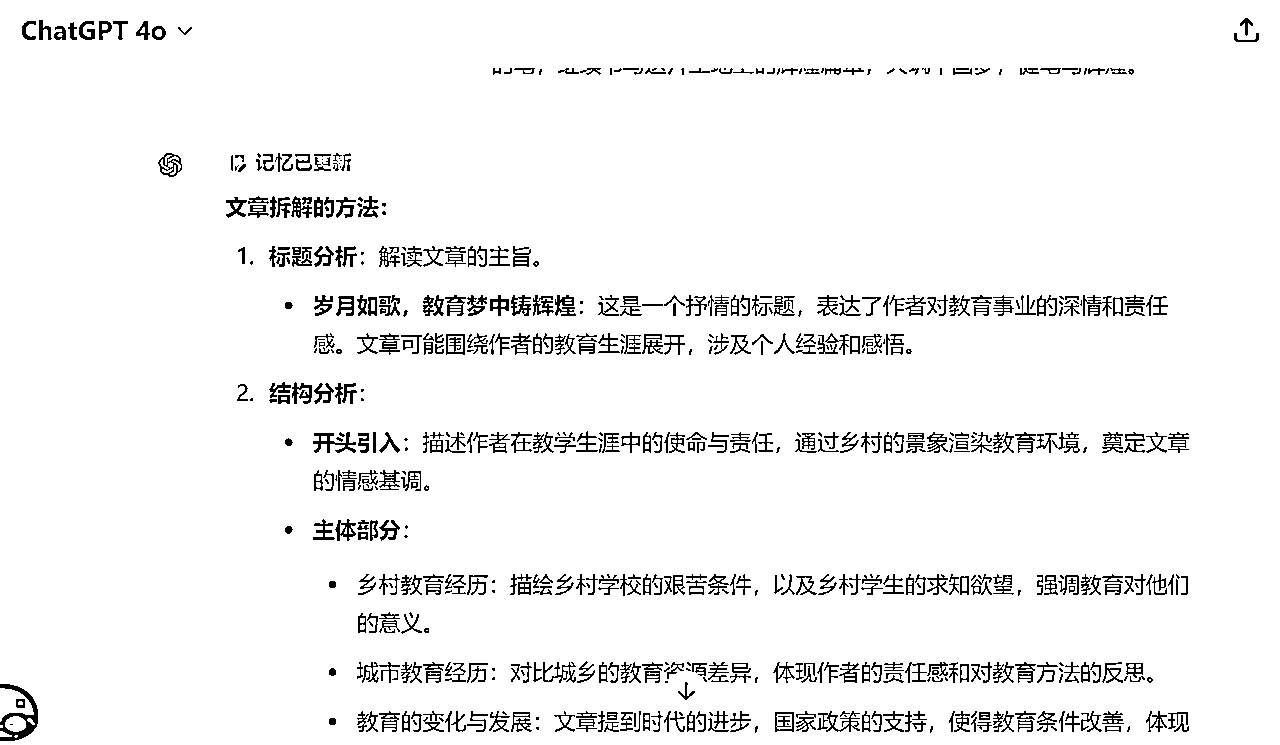 ChatGPT 4o
记忆已更新
文章拆解的方法：
1. 标题分析：解读文章的主旨。
• 岁月如歌，教育梦中铸辉煌：这是一个抒情的标题，表达了作者对教育事业的深情和责任
感。文章可能围绕作者的教育生涯展开，涉及个人经验和感悟。
2. 结构分析：
• 开头引入：描述作者在教学生涯中的使命与责任，通过乡村的景象渲染教育环境，奠定文章
的情感基调。
• 主体部分：
• 乡村教育经历：描绘乡村学校的艰苦条件，以及乡村学生的求知欲望，强调教育对他们
的意义。
• 城市教育经历：对比城乡的教育资源差异，体现作者的责任感和对教育方法的反思。
• 教育的变化与发展：文章提到时代的进步，国家政策的支持，使得教育条件改善，体现